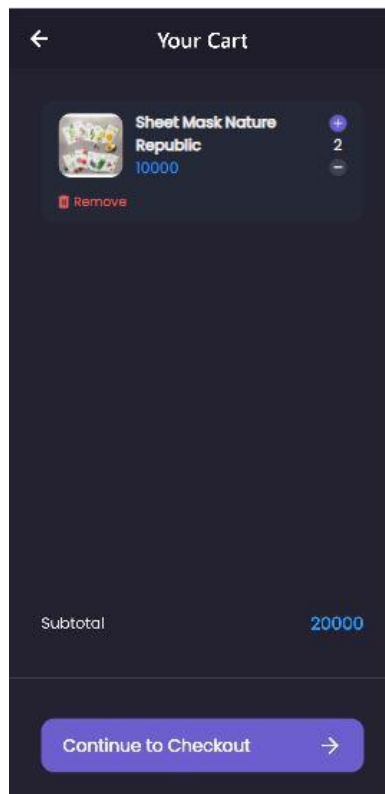 Your Cart
Sheet Mask Nature
Republic
10000
2
Remove
Subtotal
20000
Continue to Checkout